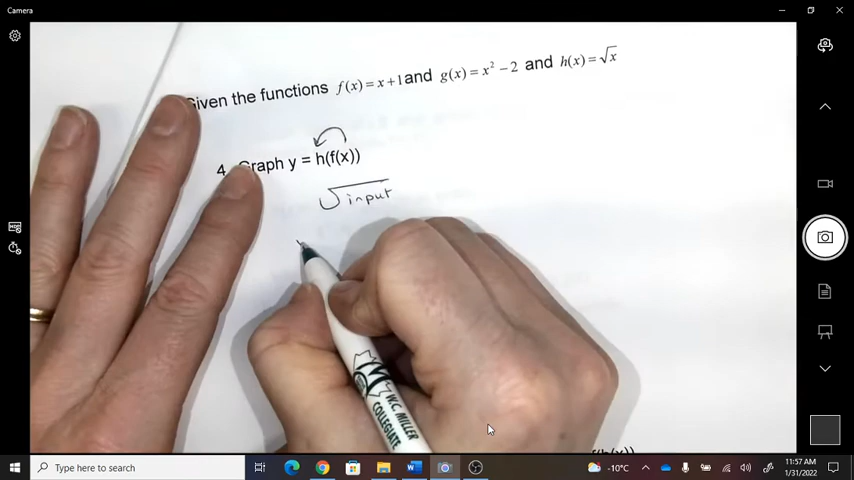 Camera
Given the functions f(x) = x + 1 and g(x) = x² − 2 and h(x) = √x
4. Graph y = h(f(x))
√input
W.C. MILLER
COLLEGIATE
f(h(x))
Type here to search
-10°C
11:57 AM
1/31/2022